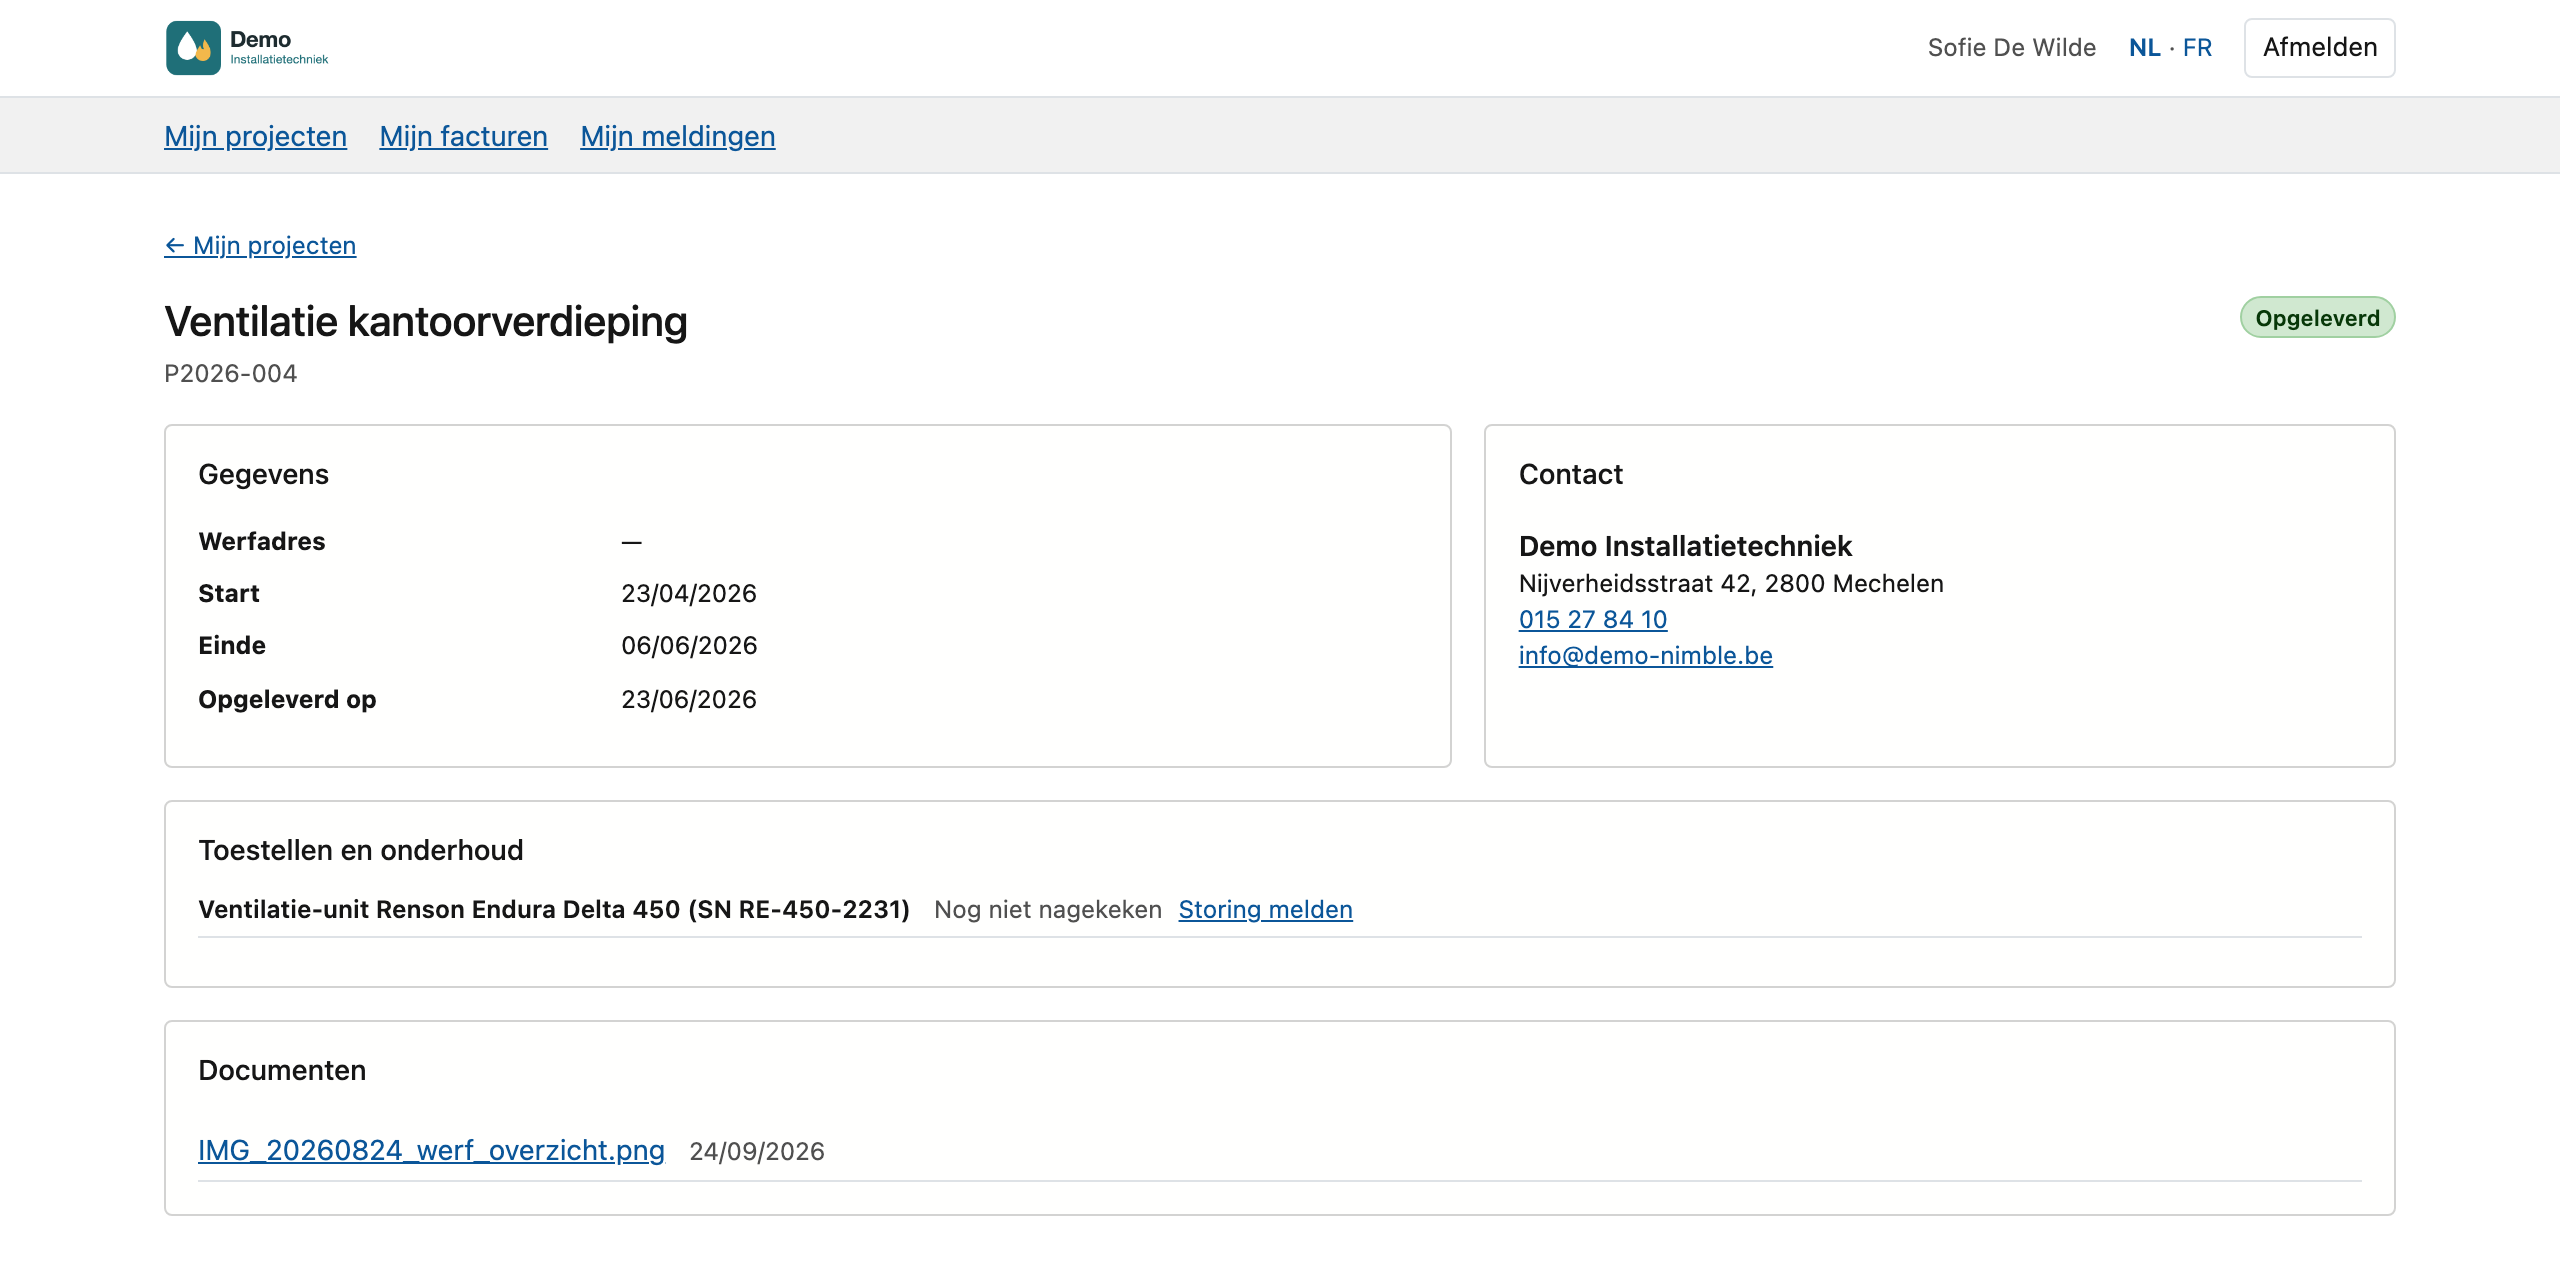 Demo
Installatietechniek
Sofie De Wilde NL · FR Afmelden
Mijn projecten Mijn facturen Mijn meldingen
← Mijn projecten
Ventilatie kantoorverdieping
Opgeleverd
P2026-004
Gegevens
Werfadres —
Start 23/04/2026
Einde 06/06/2026
Opgeleverd op 23/06/2026
Contact
Demo Installatietechniek
Nijverheidsstraat 42, 2800 Mechelen
015 27 84 10
info@demo-nimble.be
Toestellen en onderhoud
Ventilatie-unit Renson Endura Delta 450 (SN RE-450-2231) Nog niet nagekeken Storing melden
Documenten
IMG_20260824_werf_overzicht.png 24/09/2026